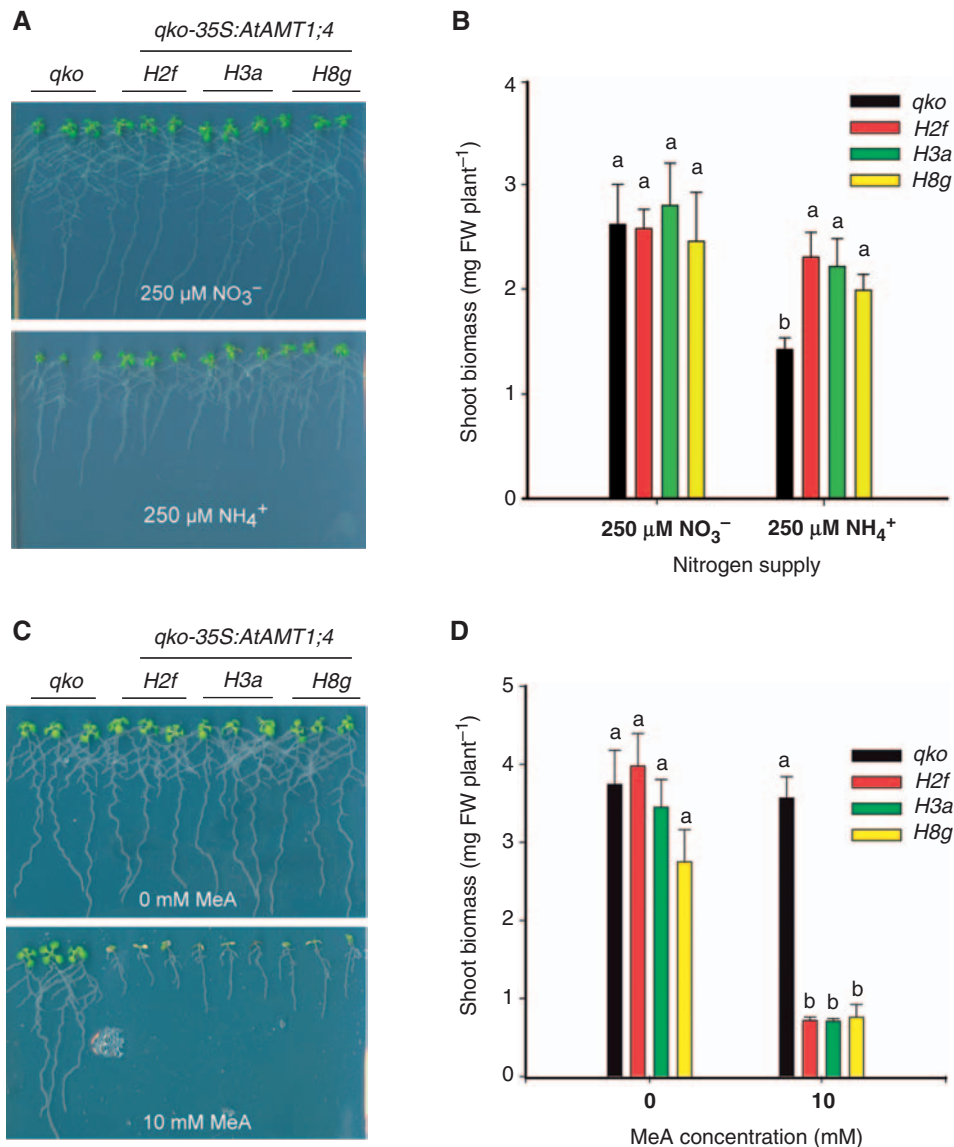 A
qko-35S:AtAMT1;4
qko H2f H3a H8g
250 µM NO3−
250 µM NH4+
B
Shoot biomass (mg FW plant−1)
4
3
2
1
0
a a a a
b a a a
qko
H2f
H3a
H8g
250 µM NO3− 250 µM NH4+
Nitrogen supply
C
qko-35S:AtAMT1;4
qko H2f H3a H8g
0 mM MeA
10 mM MeA
D
Shoot biomass (mg FW plant−1)
5
4
3
2
1
0
a a a a
a b b b
qko
H2f
H3a
H8g
0 10
MeA concentration (mM)